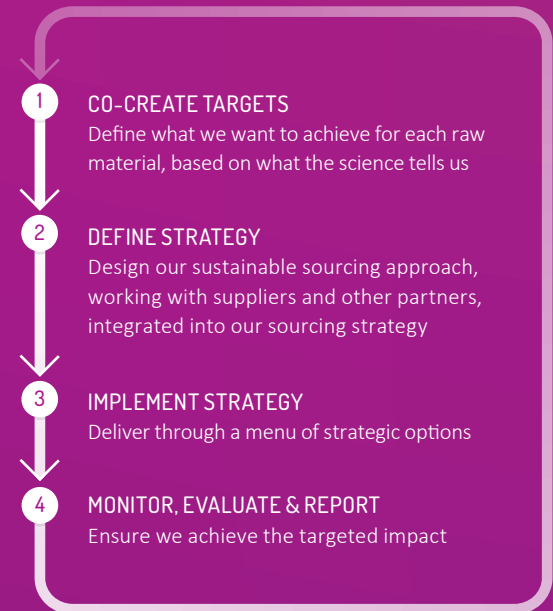 1
CO-CREATE TARGETS
Define what we want to achieve for each raw
material, based on what the science tells us
2
DEFINE STRATEGY
Design our sustainable sourcing approach,
working with suppliers and other partners,
integrated into our sourcing strategy
3
IMPLEMENT STRATEGY
Deliver through a menu of strategic options
4
MONITOR, EVALUATE & REPORT
Ensure we achieve the targeted impact